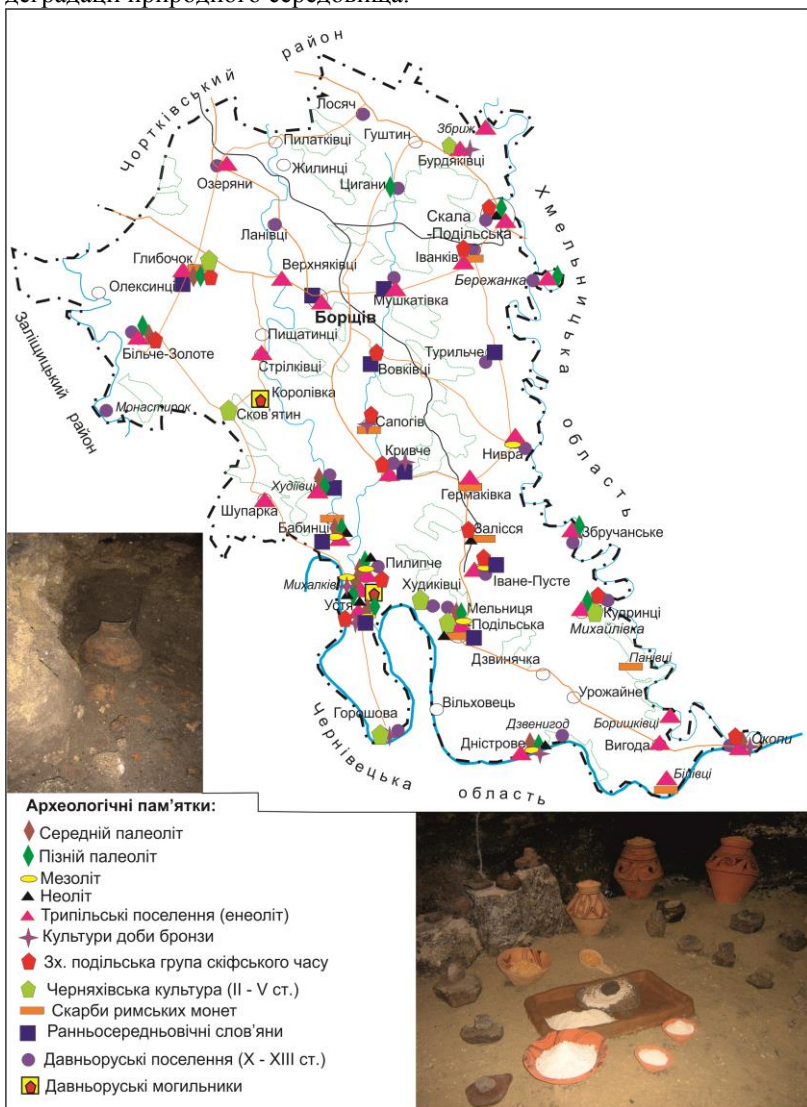 деградації природного середовища.
Чортківський район
Лосяч
Збриж
Пилатківці
Гуштин
Бурдяківці
Жилинці
Озеряни
Цигани
Скала
-Подільська
Хмельницька область
Ланівці
Іванків
Глибочок
Верхняківці
Бережанка
Олексинці
Мушкатівка
Борщів
Заліщицький район
Пищатинці
Турильче
Більче-Золоте
Стрілківці
Вовківці
Королівка
Монастирок
Сков'ятин
Сапогів
Кривче
Нивра
Худіївці
Гермаківка
Шупарка
Бабинці
Залісся
Збручанське
Пилипче
Іване-Пусте
Михалків
Худиківці
Устя
Мельниця
Подільська
Кудринці
Михайлівка
Дзвинячка
Панівці
Урожайне
Вільховець
Горошова
Дзвенигод
Боришківці
Дністрове
Вигода
Окопи
Чернівецька область
Білівці
Археологічні пам’ятки:
Середній палеоліт
Пізній палеоліт
Мезоліт
Неоліт
Трипільські поселення (енеоліт)
Культури доби бронзи
Зх. подільська група скіфського часу
Черняхівська культура (II - V ст.)
Скарби римських монет
Ранньосередньовічні слов’яни
Давньоруські поселення (X - XIII ст.)
Давньоруські могильники